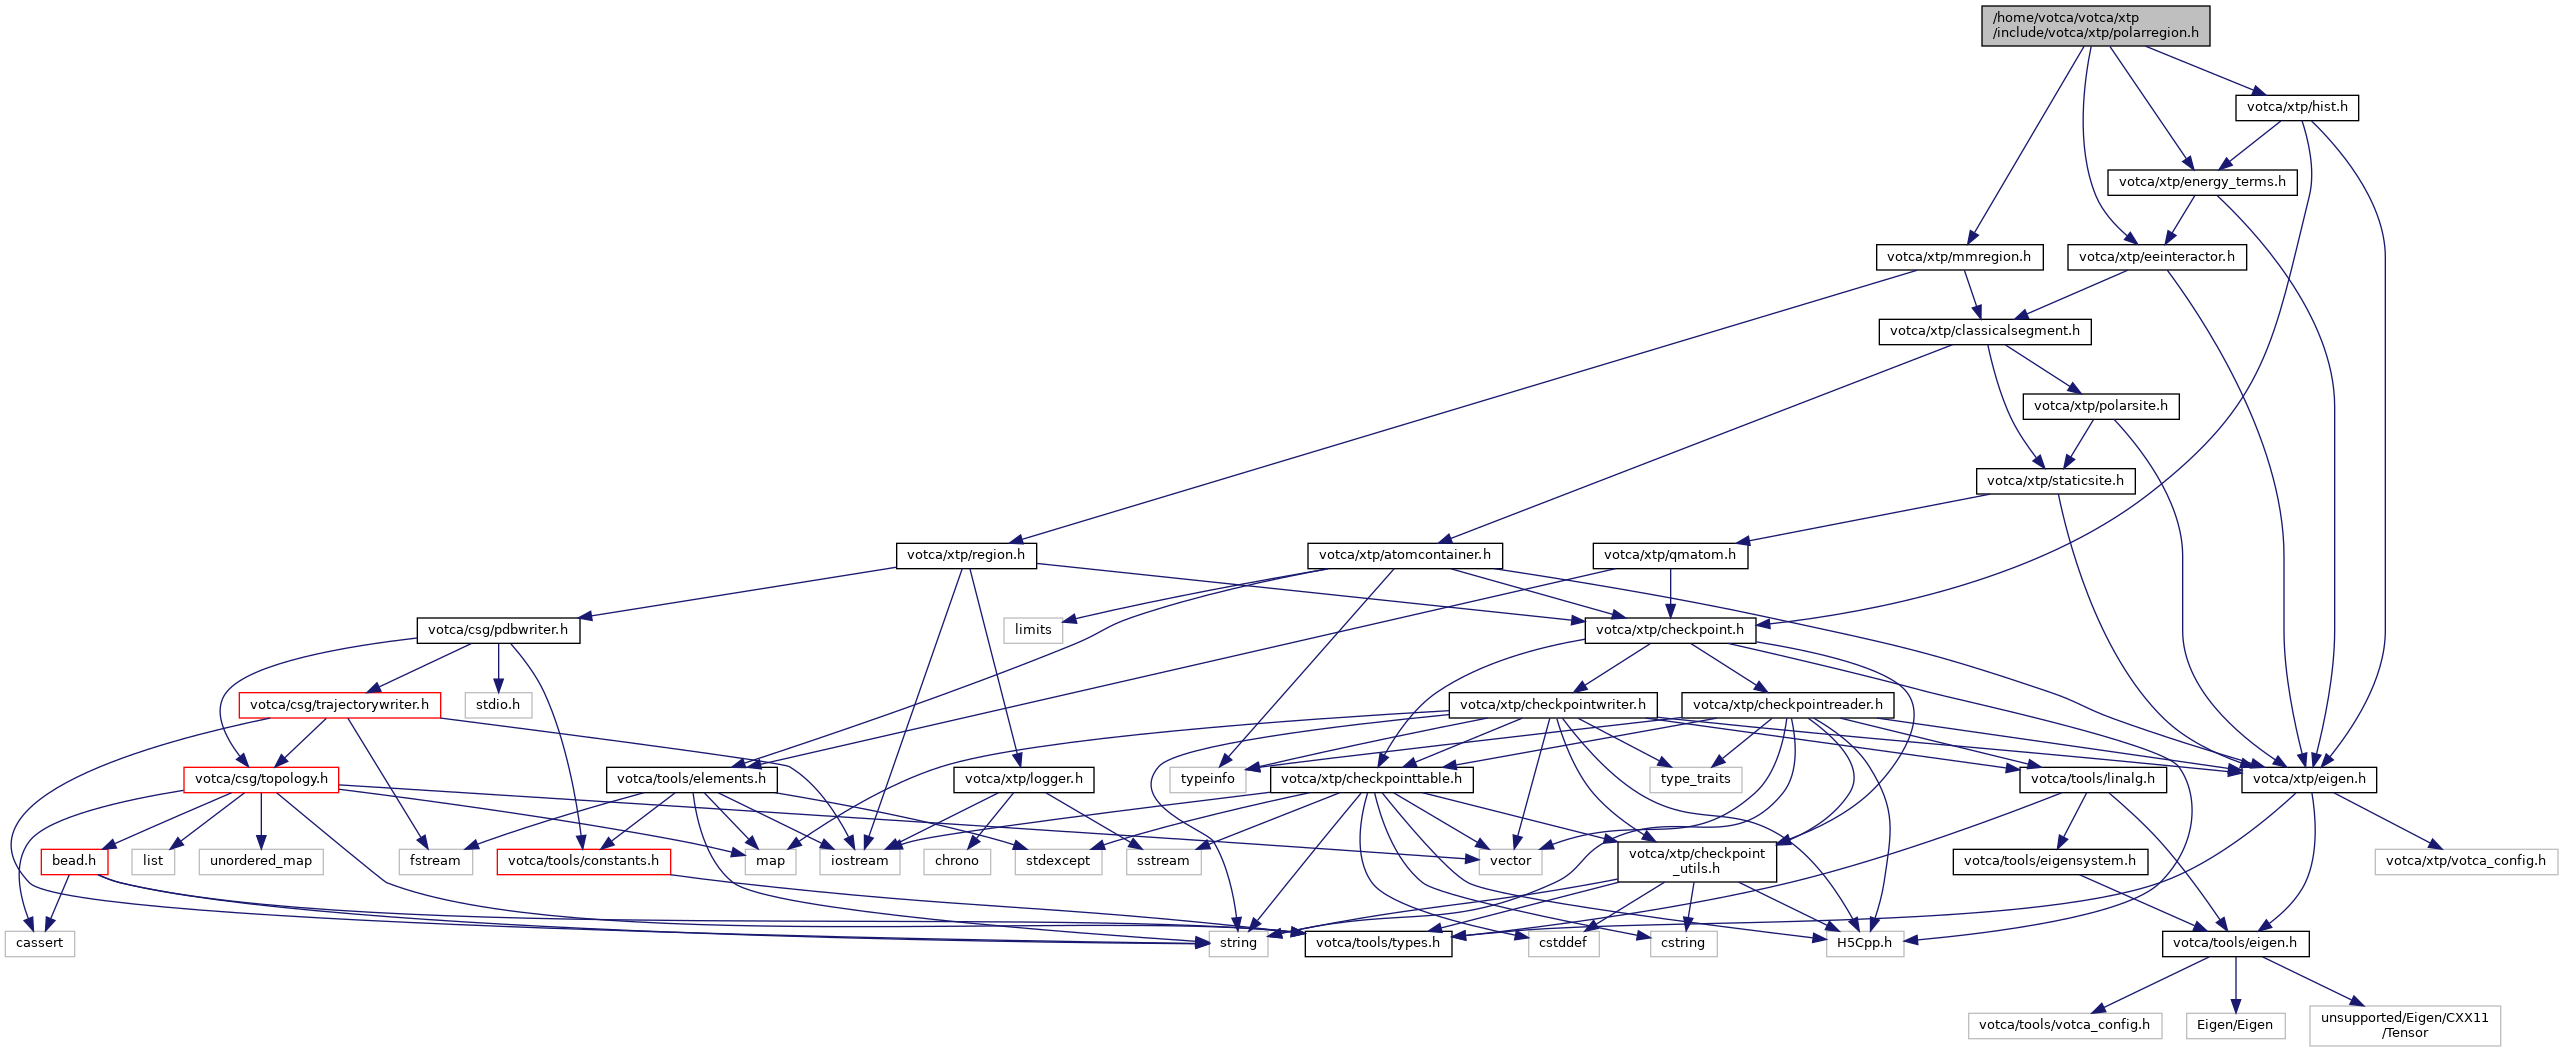 /home/votca/votca/xtp
/include/votca/xtp/polarregion.h
votca/xtp/hist.h
votca/xtp/energy_terms.h
votca/xtp/mmregion.h
votca/xtp/eeinteractor.h
votca/xtp/classicalsegment.h
votca/xtp/polarsite.h
votca/xtp/staticsite.h
votca/xtp/region.h
votca/xtp/atomcontainer.h
votca/xtp/qmatom.h
votca/csg/pdbwriter.h
limits
votca/xtp/checkpoint.h
votca/csg/trajectorywriter.h
stdio.h
votca/xtp/checkpointwriter.h
votca/xtp/checkpointreader.h
votca/csg/topology.h
votca/tools/elements.h
votca/xtp/logger.h
typeinfo
votca/xtp/checkpointtable.h
type_traits
votca/tools/linalg.h
votca/xtp/eigen.h
bead.h
list
unordered_map
fstream
votca/tools/constants.h
map
iostream
chrono
stdexcept
sstream
vector
votca/xtp/checkpoint
_utils.h
votca/tools/eigensystem.h
votca/xtp/votca_config.h
cassert
string
votca/tools/types.h
cstddef
cstring
H5Cpp.h
votca/tools/eigen.h
votca/tools/votca_config.h
Eigen/Eigen
unsupported/Eigen/CXX11
/Tensor